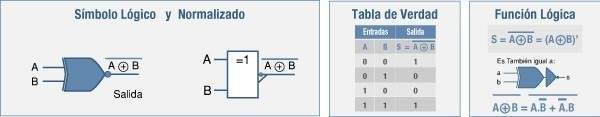 Símbolo Lógico y Normalizado
A
B
A ⊕ B
Salida
A
B
=1
A ⊕ B
Tabla de Verdad
Entradas Salida
A B S = A⊕B
0 0 1
0 1 0
1 0 0
1 1 1
Función Lógica
S = A⊕B = (A⊕B)'
Es También igual a:
a
b
s
A⊕B = A.B + A.B